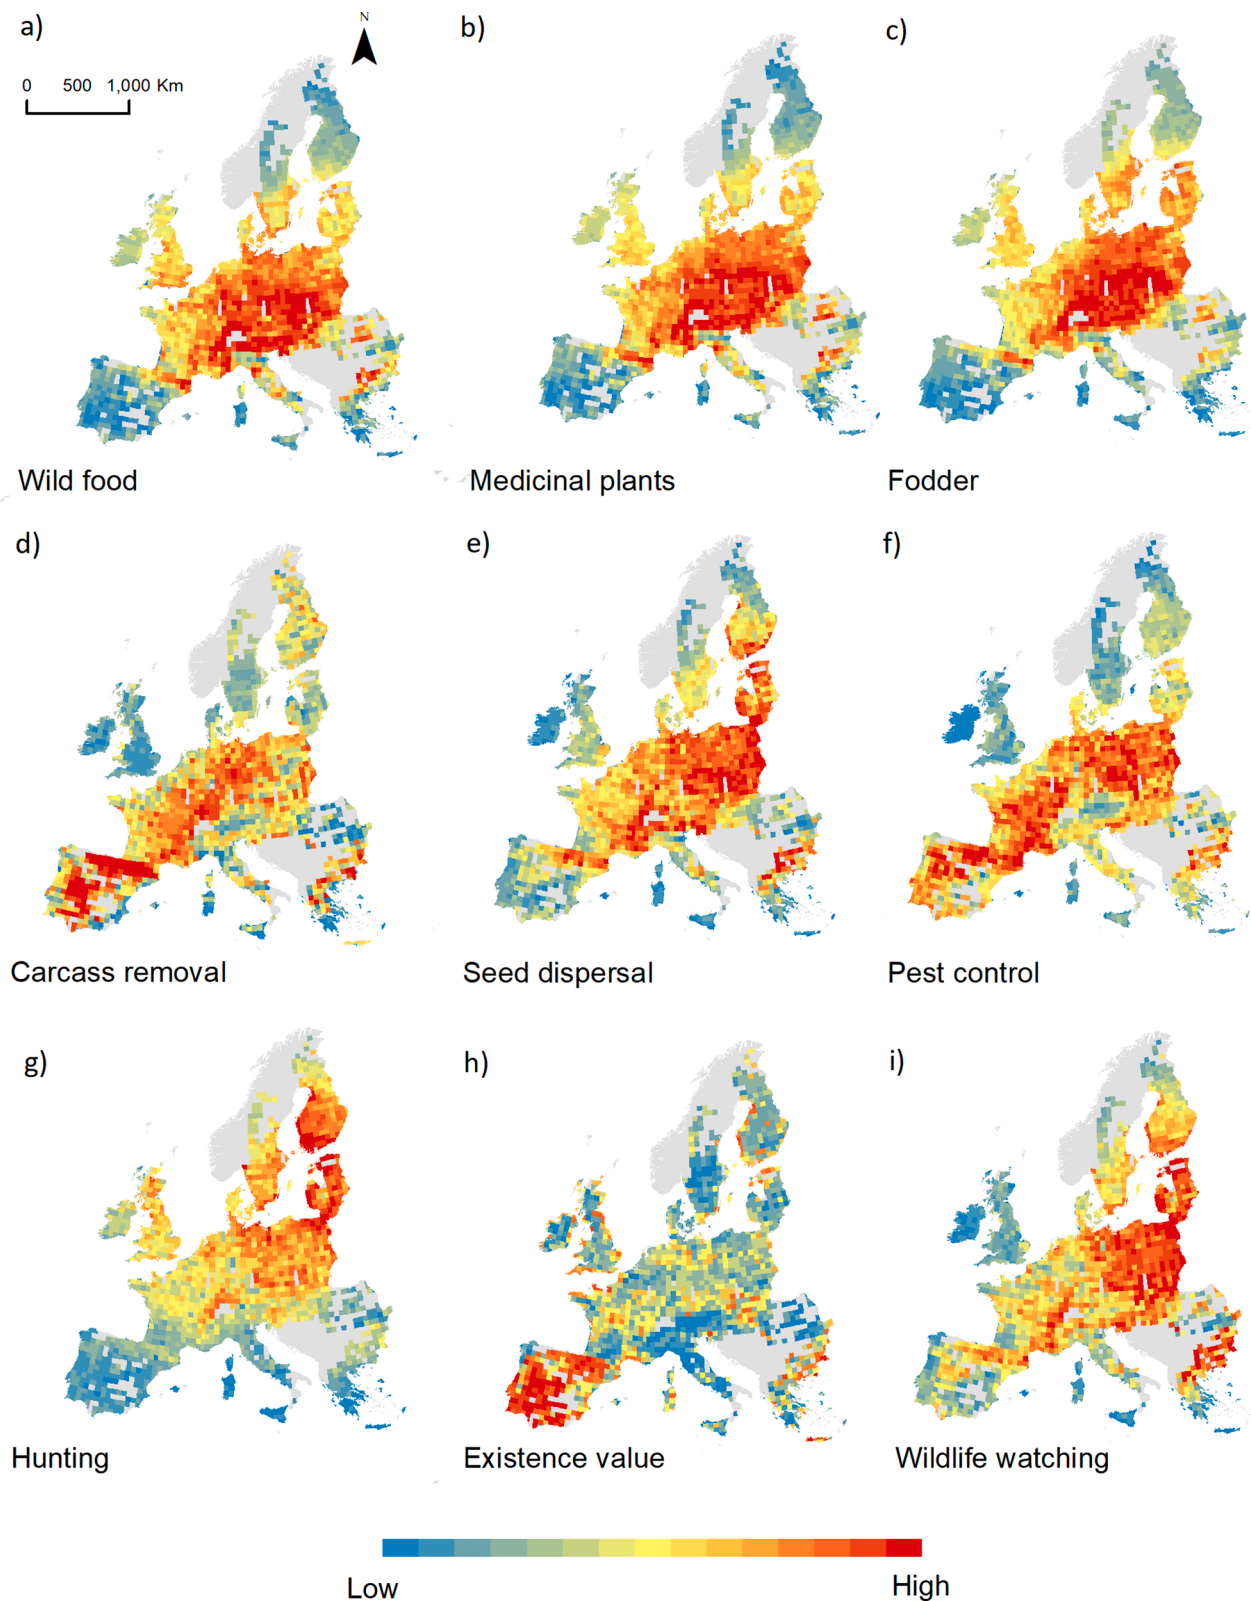 a)
N
b)
c)
0 500 1,000 Km
Wild food
Medicinal plants
Fodder
d)
e)
f)
Carcass removal
Seed dispersal
Pest control
g)
h)
i)
Hunting
Existence value
Wildlife watching
Low
High